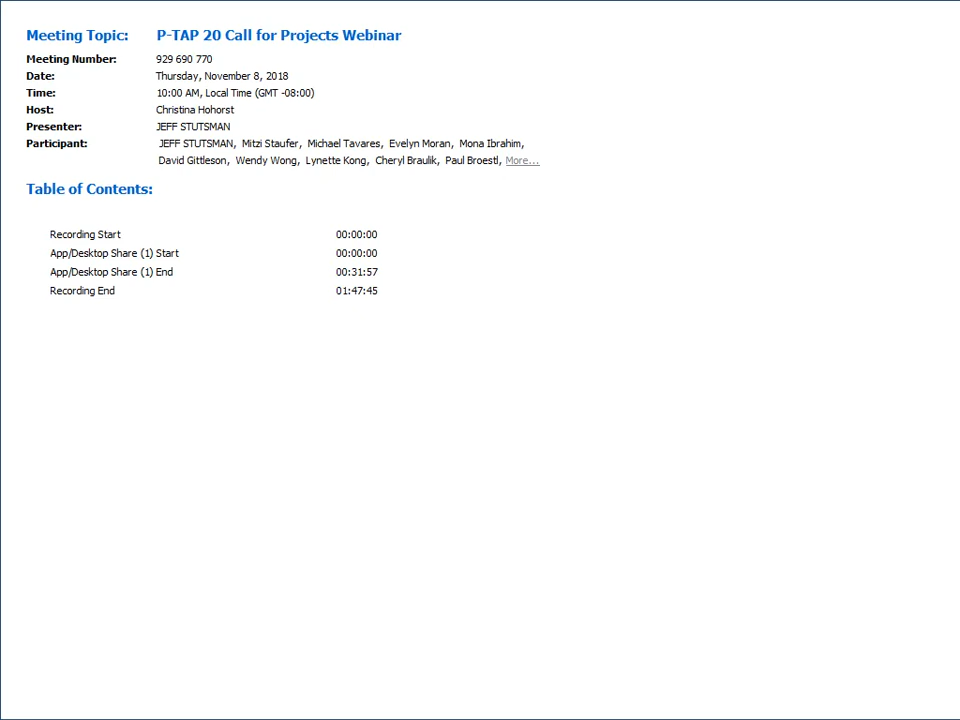 Meeting Topic: P-TAP 20 Call for Projects Webinar
Meeting Number: 929 690 770
Date: Thursday, November 8, 2018
Time: 10:00 AM, Local Time (GMT -08:00)
Host: Christina Hohorst
Presenter: JEFF STUTSMAN
Participant: JEFF STUTSMAN, Mitzi Staufer, Michael Tavares, Evelyn Moran, Mona Ibrahim,
David Gittleson, Wendy Wong, Lynette Kong, Cheryl Braulik, Paul Broestl, More...
Table of Contents:
Recording Start 00:00:00
App/Desktop Share (1) Start 00:00:00
App/Desktop Share (1) End 00:31:57
Recording End 01:47:45